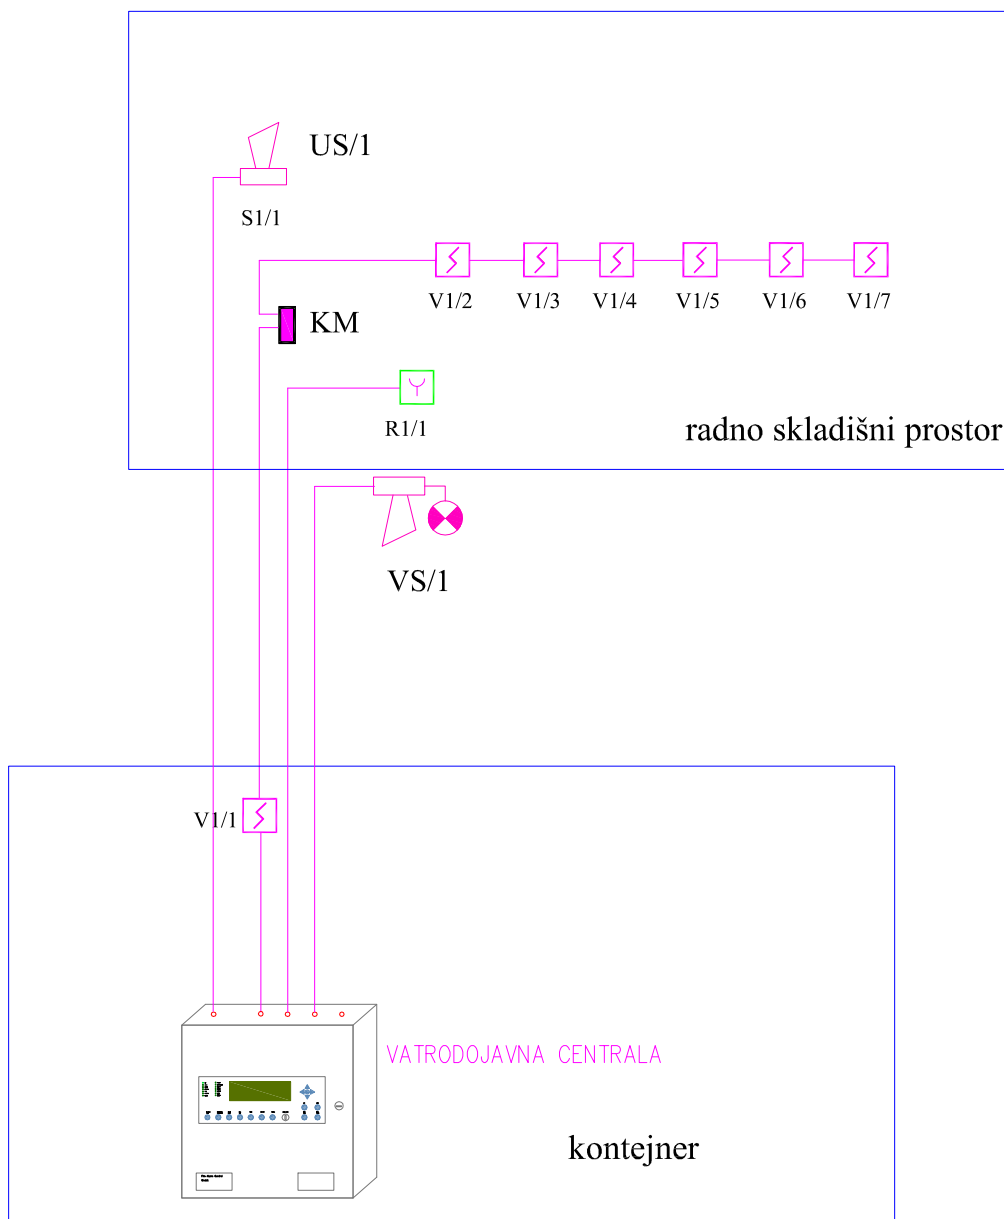 US/1
S1/1
V1/2 V1/3 V1/4 V1/5 V1/6 V1/7
KM
R1/1
radno skladišni prostor
VS/1
V1/1
VATRODOJAVNA CENTRALA
kontejner